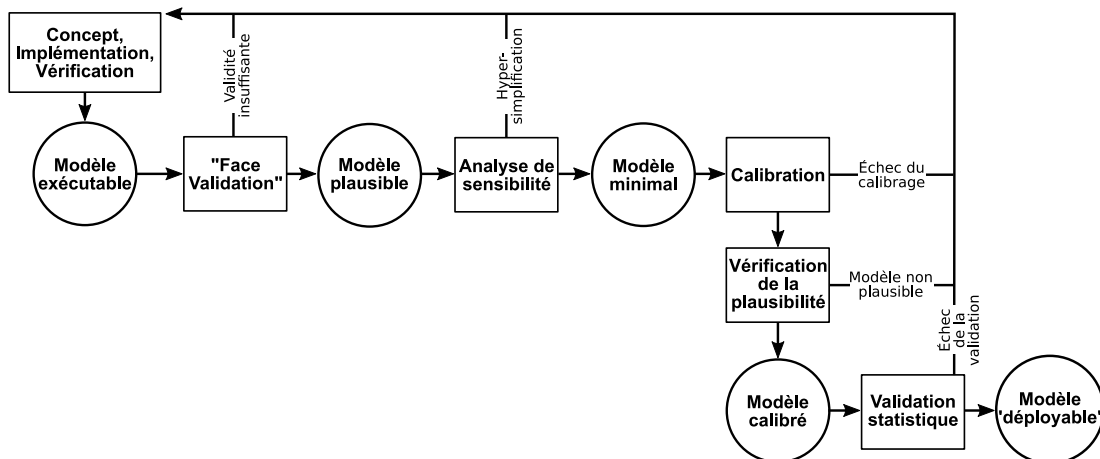 Concept,
Implémentation,
Vérification
Validité
insuffisante
Hyper-
simplification
Modèle
exécutable
"Face
Validation"
Modèle
plausible
Analyse de
sensibilité
Modèle
minimal
Calibration
Échec du
calibrage
Vérification
de la
plausibilité
Modèle non
plausible
Échec
de la
validation
Modèle
calibré
Validation
statistique
Modèle
'déployable'